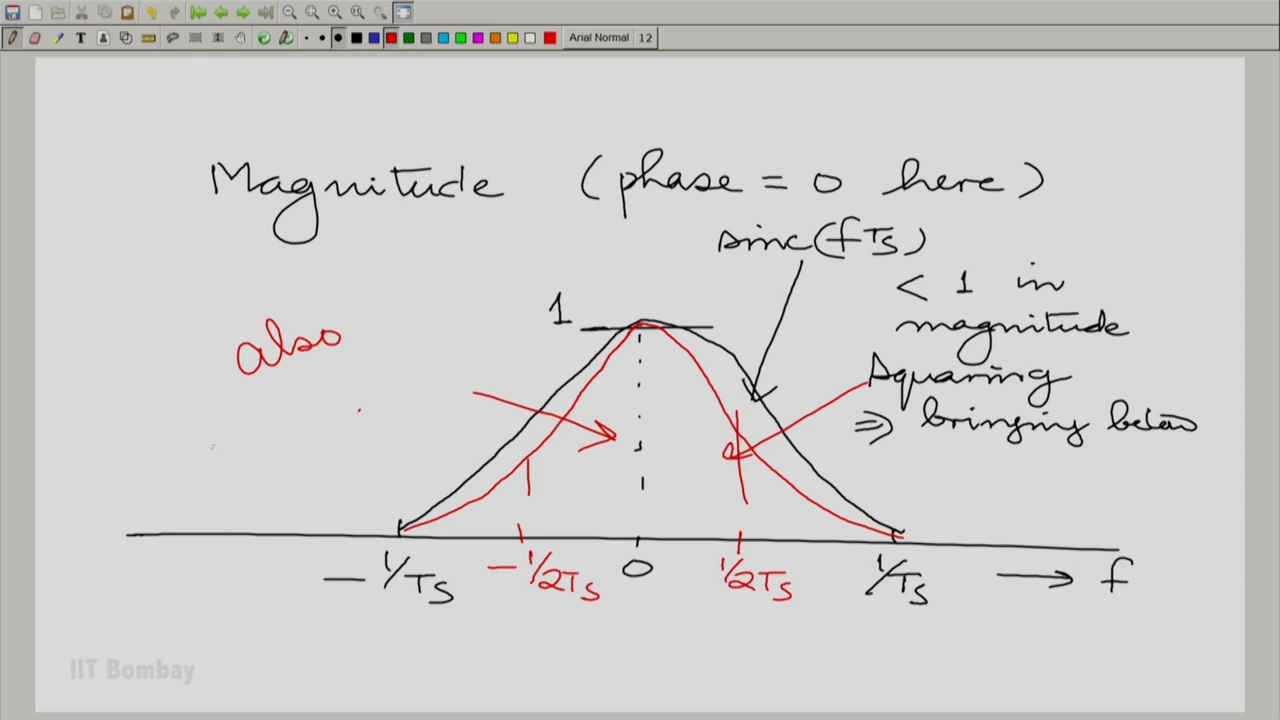 Arial Normal 12
Magnitude (phase = 0 here)
sinc(fTs)
< 1 in
magnitude
Squaring
⇒ bringing below
1
also
− 1/Ts − 1/2Ts 0 1/2Ts 1/Ts → f
IIT Bombay